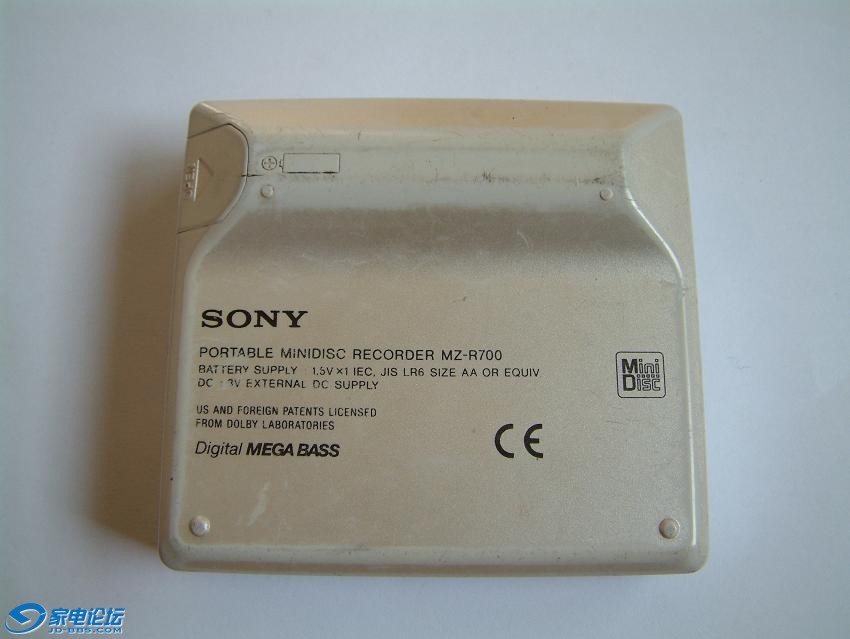 OPEN
SONY
PORTABLE MINIDISC RECORDER MZ-R700
BATTERY SUPPLY : 1.5V×1 IEC, JIS LR6 SIZE AA OR EQUIV.
DC : 3V EXTERNAL DC SUPPLY
US AND FOREIGN PATENTS LICENSED
FROM DOLBY LABORATORIES
Digital MEGA BASS
Mini
Disc
CE
家电论坛
JD-BBS.COM